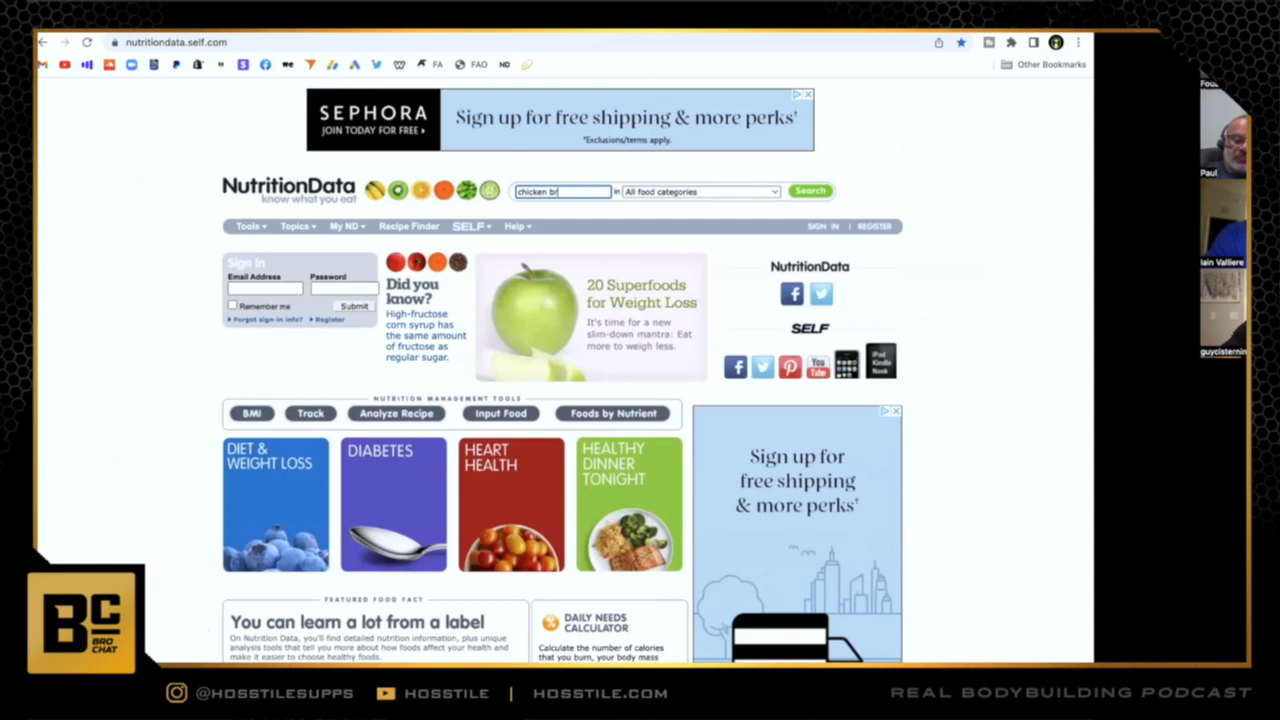 nutritiondata.self.com
FA
FAO
ND
Other Bookmarks
SEPHORA
JOIN TODAY FOR FREE
Sign up for free shipping & more perks†
*Exclusions/terms apply.
NutritionData
know what you eat
chicken br
in
All food categories
Search
Tools
Topics
My ND
Recipe Finder
SELF
Help
SIGN IN | REGISTER
Sign In
Email Address
Password
Remember me
Submit
Forgot sign-in info?
Register
Did you
know?
High-fructose
corn syrup has
the same amount
of fructose as
regular sugar.
20 Superfoods
for Weight Loss
It's time for a new
slim-down mantra: Eat
more to weigh less.
NutritionData
SELF
You
Tube
iPad
Kindle
Nook
NUTRITION MANAGEMENT TOOLS
BMI
Track
Analyze Recipe
Input Food
Foods by Nutrient
DIET &
WEIGHT LOSS
DIABETES
HEART
HEALTH
HEALTHY
DINNER
TONIGHT
Sign up for
free shipping
& more perks†
FEATURED FOOD FACT
You can learn a lot from a label
On Nutrition Data, you'll find detailed nutrition information, plus unique
analysis tools that tell you more about how foods affect your health and
make it easier to choose healthy foods.
DAILY NEEDS
CALCULATOR
Calculate the number of calories
that you burn, your body mass
Paul
lain Valliere
guycisternin
BC
BRO
CHAT
@HOSSTILESUPPS
HOSSTILE
|
HOSSTILE.COM
REAL BODYBUILDING PODCAST